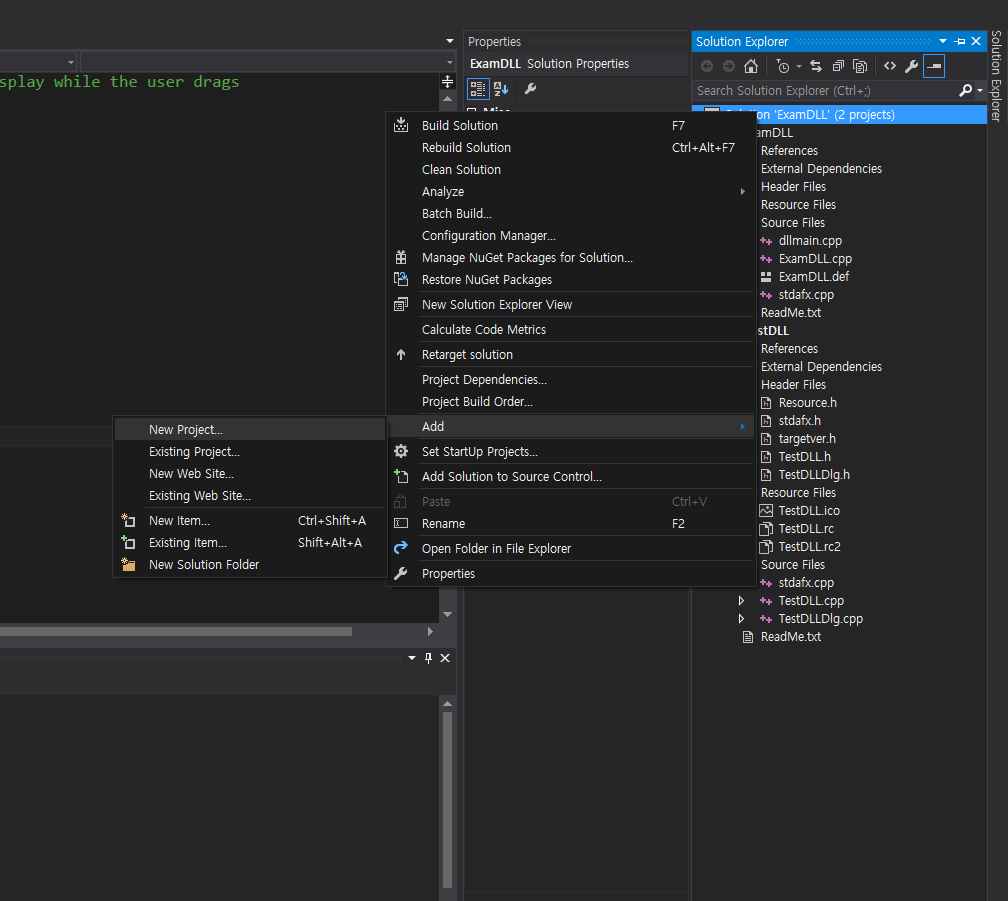 splay while the user drags
Properties
ExamDLL Solution Properties
Solution Explorer
Search Solution Explorer (Ctrl+;)
Solution Explorer
'ExamDLL' (2 projects)
References
External Dependencies
Header Files
Resource Files
Source Files
dllmain.cpp
ExamDLL.cpp
ExamDLL.def
stdafx.cpp
ReadMe.txt
stDLL
References
External Dependencies
Header Files
Resource.h
stdafx.h
targetver.h
TestDLL.h
TestDLLDlg.h
Resource Files
TestDLL.ico
TestDLL.rc
TestDLL.rc2
Source Files
stdafx.cpp
TestDLL.cpp
TestDLLDlg.cpp
ReadMe.txt
Build Solution F7
Rebuild Solution Ctrl+Alt+F7
Clean Solution
Analyze
Batch Build...
Configuration Manager...
Manage NuGet Packages for Solution...
Restore NuGet Packages
New Solution Explorer View
Calculate Code Metrics
Retarget solution
Project Dependencies...
Project Build Order...
Add
Set StartUp Projects...
Add Solution to Source Control...
Paste Ctrl+V
Rename F2
Open Folder in File Explorer
Properties
New Project...
Existing Project...
New Web Site...
Existing Web Site...
New Item... Ctrl+Shift+A
Existing Item... Shift+Alt+A
New Solution Folder